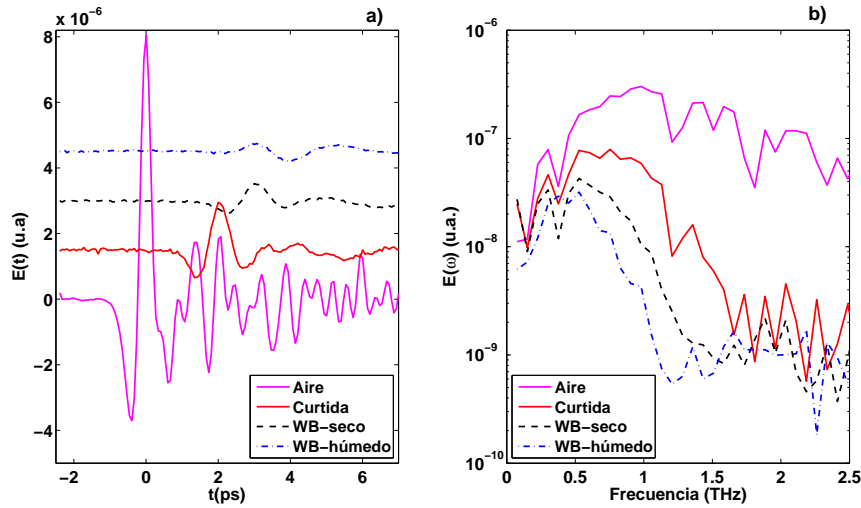 x 10⁻⁶
a)
8
6
4
2
0
−2
−4
E(t) (u.a)
−2 0 2 4 6
t(ps)
Aire
Curtida
WB−seco
WB−húmedo
b)
10⁻⁶
10⁻⁷
10⁻⁸
10⁻⁹
10⁻¹⁰
E(ω) (u.a.)
0 0.5 1 1.5 2 2.5
Frecuencia (THz)
Aire
Curtida
WB−seco
WB−húmedo